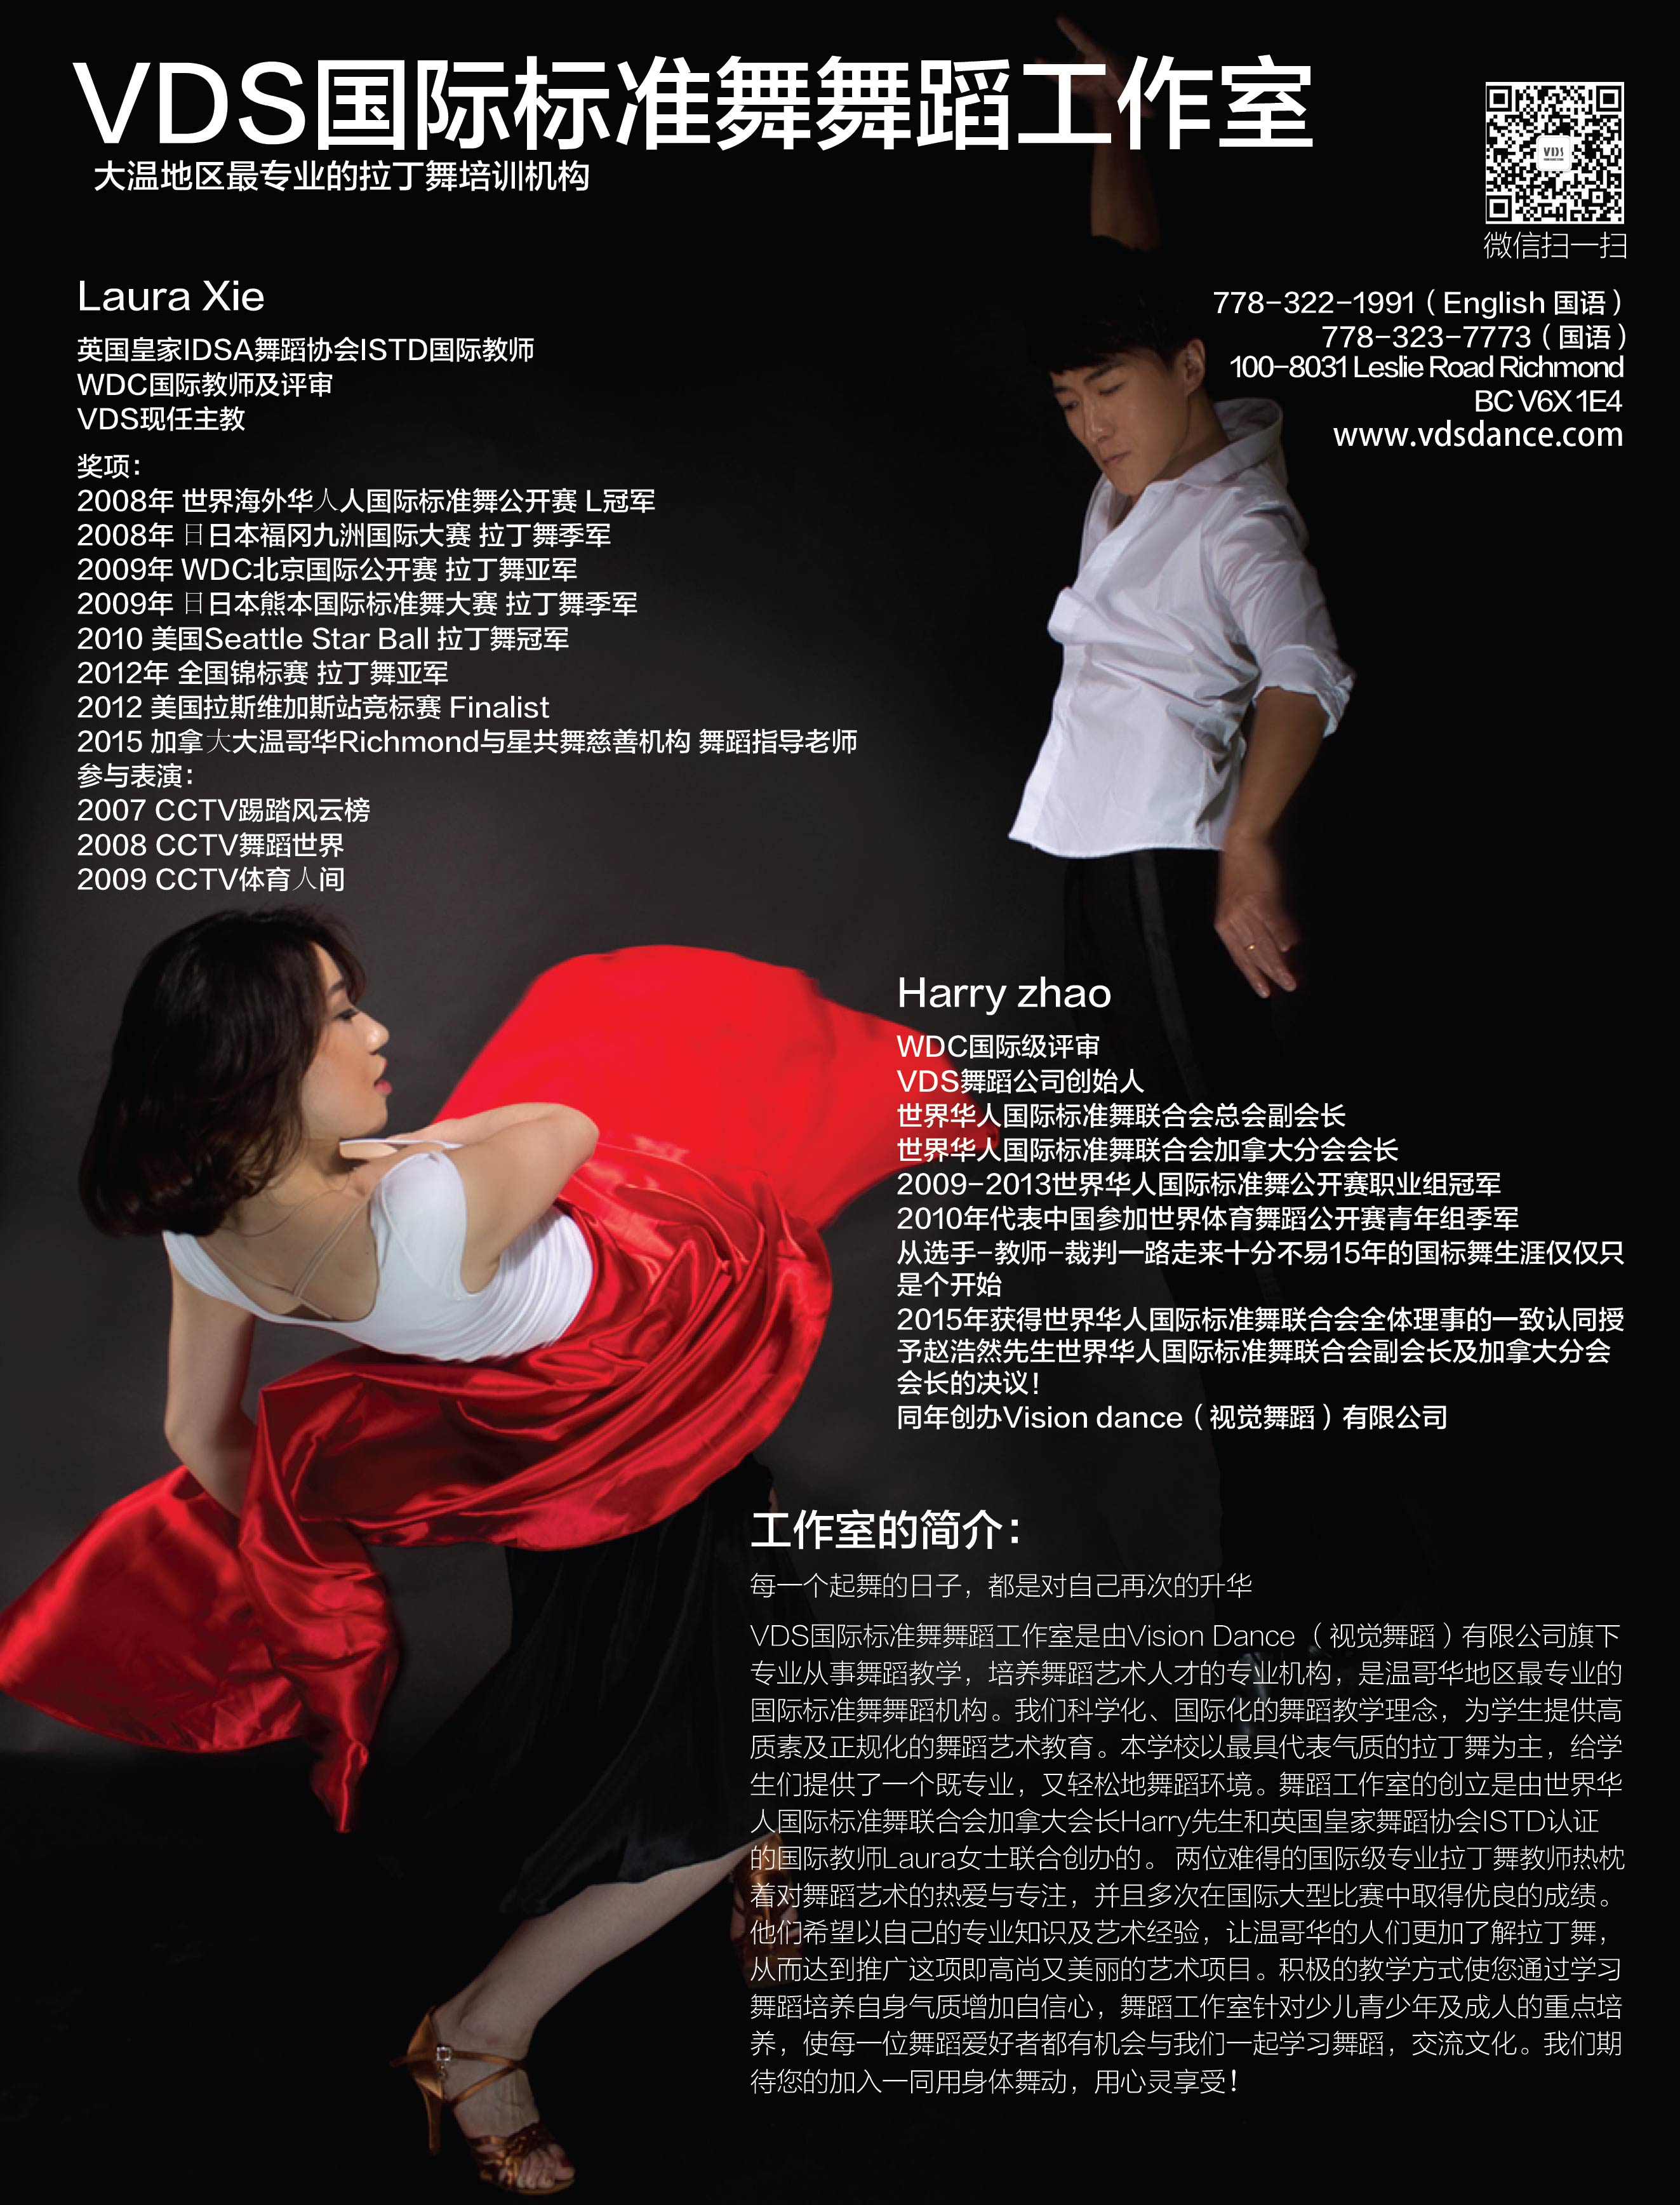 VDS国际标准舞舞蹈工作室
大温地区最专业的拉丁舞培训机构
VDS
微信扫一扫
778-322-1991（English 国语）
778-323-7773（国语）
100-8031 Leslie Road Richmond
BC V6X 1E4
www.vdsdance.com
Laura Xie
英国皇家IDSA舞蹈协会ISTD国际教师
WDC国际教师及评审
VDS现任主教
奖项：
2008年 世界海外华⼈人国际标准舞公开赛 L冠军
2008年 ⽇日本福冈九洲国际大赛 拉丁舞季军
2009年 WDC北京国际公开赛 拉丁舞亚军
2009年 ⽇日本熊本国际标准舞大赛 拉丁舞季军
2010 美国Seattle Star Ball 拉丁舞冠军
2012年 全国锦标赛 拉丁舞亚军
2012 美国拉斯维加斯站竞标赛 Finalist
2015 加拿⼤大温哥华Richmond与星共舞慈善机构 舞蹈指导老师
参与表演：
2007 CCTV踢踏风云榜
2008 CCTV舞蹈世界
2009 CCTV体育⼈间
Harry zhao
WDC国际级评审
VDS舞蹈公司创始人
世界华人国际标准舞联合会总会副会长
世界华人国际标准舞联合会加拿大分会会长
2009-2013世界华人国际标准舞公开赛职业组冠军
2010年代表中国参加世界体育舞蹈公开赛青年组季军
从选手-教师-裁判一路走来十分不易15年的国标舞生涯仅仅只
是个开始
2015年获得世界华人国际标准舞联合会全体理事的一致认同授
予赵浩然先生世界华人国际标准舞联合会副会长及加拿大分会
会长的决议！
同年创办Vision dance（视觉舞蹈）有限公司
工作室的简介：
每一个起舞的日子，都是对自己再次的升华
VDS国际标准舞舞蹈工作室是由Vision Dance （视觉舞蹈）有限公司旗下
专业从事舞蹈教学，培养舞蹈艺术人才的专业机构，是温哥华地区最专业的
国际标准舞舞蹈机构。我们科学化、国际化的舞蹈教学理念，为学生提供高
质素及正规化的舞蹈艺术教育。本学校以最具代表气质的拉丁舞为主，给学
生们提供了一个既专业，又轻松地舞蹈环境。舞蹈工作室的创立是由世界华
人国际标准舞联合会加拿大会长Harry先生和英国皇家舞蹈协会ISTD认证
的国际教师Laura女士联合创办的。 两位难得的国际级专业拉丁舞教师热枕
着对舞蹈艺术的热爱与专注，并且多次在国际大型比赛中取得优良的成绩。
他们希望以自己的专业知识及艺术经验，让温哥华的人们更加了解拉丁舞，
从而达到推广这项即高尚又美丽的艺术项目。积极的教学方式使您通过学习
舞蹈培养自身气质增加自信心，舞蹈工作室针对少儿青少年及成人的重点培
养，使每一位舞蹈爱好者都有机会与我们一起学习舞蹈，交流文化。我们期
待您的加入一同用身体舞动，用心灵享受！